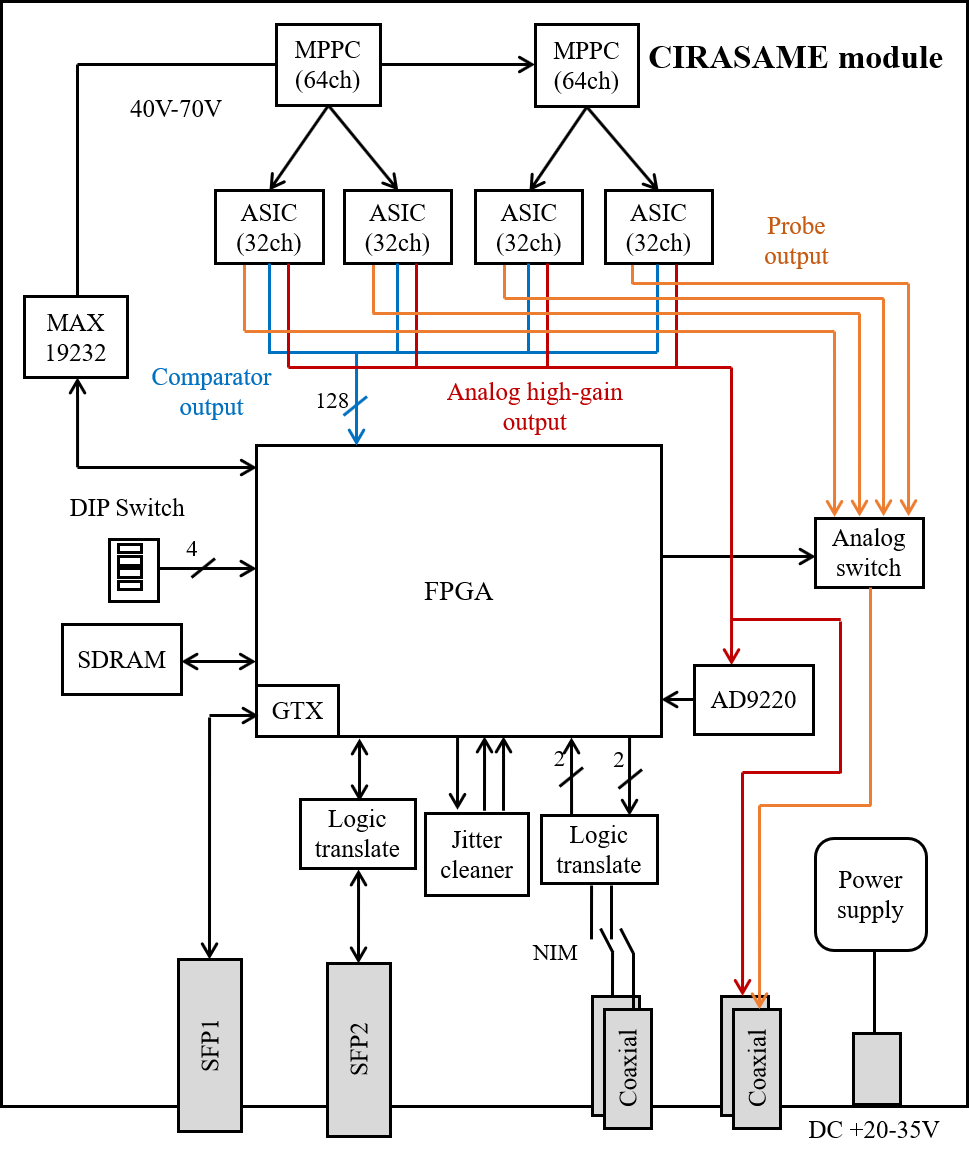 MPPC
(64ch)
MPPC
(64ch)
CIRASAME module
40V-70V
ASIC
(32ch)
ASIC
(32ch)
ASIC
(32ch)
ASIC
(32ch)
Probe
output
MAX
19232
Comparator
output
128
Analog high-gain
output
DIP Switch
4
FPGA
Analog
switch
SDRAM
GTX
AD9220
2
2
Logic
translate
Jitter
cleaner
Logic
translate
Power
supply
NIM
SFP1
SFP2
Coaxial
Coaxial
DC +20-35V